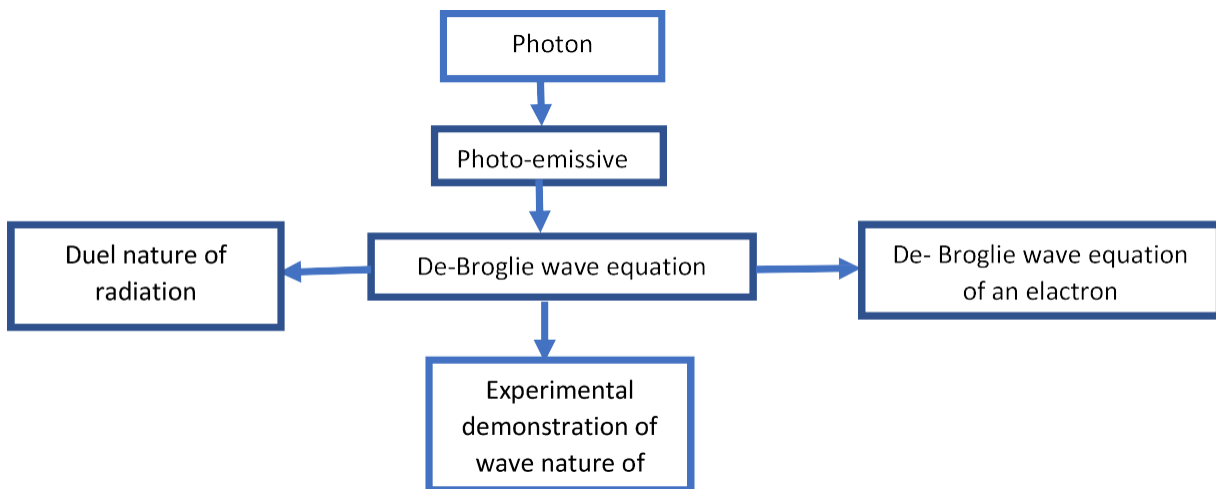 Photon
Photo-emissive
Duel nature of
radiation
De-Broglie wave equation
De- Broglie wave equation
of an elactron
Experimental
demonstration of
wave nature of